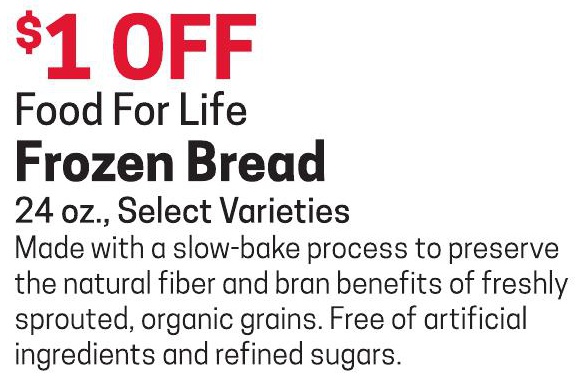 $1 OFF
Food For Life
Frozen Bread
24 oz., Select Varieties
Made with a slow-bake process to preserve
the natural fiber and bran benefits of freshly
sprouted, organic grains. Free of artificial
ingredients and refined sugars.